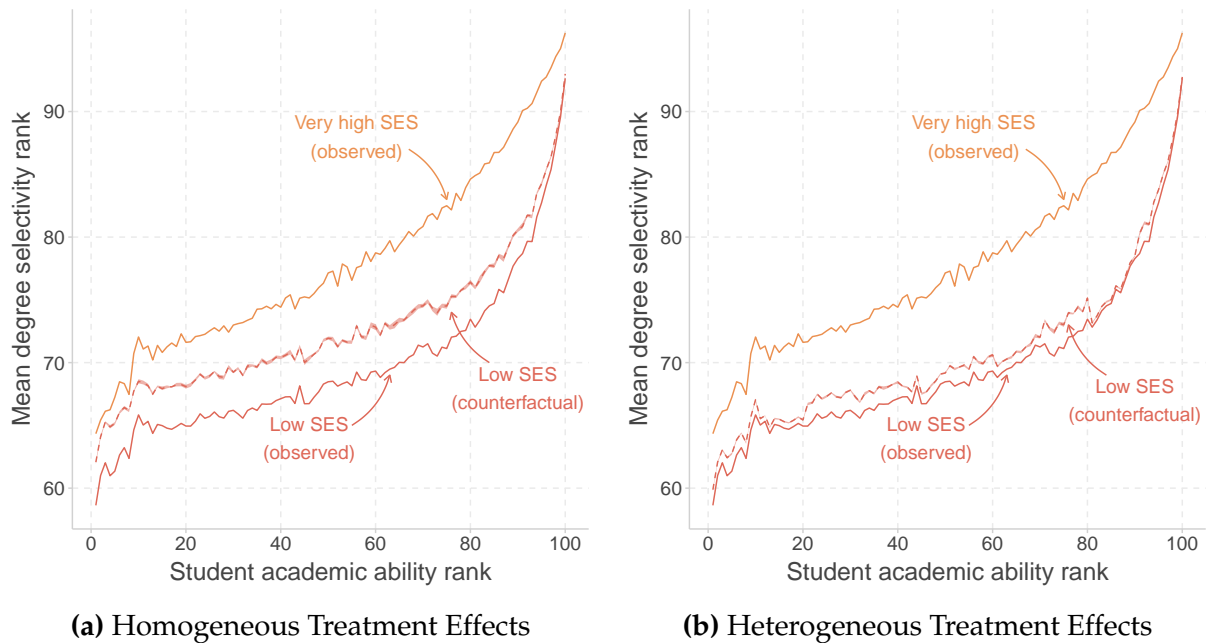 Mean degree selectivity rank
90
80
70
60
Very high SES
(observed)
Low SES
(counterfactual)
Low SES
(observed)
0
20
40
60
80
100
Student academic ability rank
(a) Homogeneous Treatment Effects
Mean degree selectivity rank
90
80
70
60
Very high SES
(observed)
Low SES
(counterfactual)
Low SES
(observed)
0
20
40
60
80
100
Student academic ability rank
(b) Heterogeneous Treatment Effects